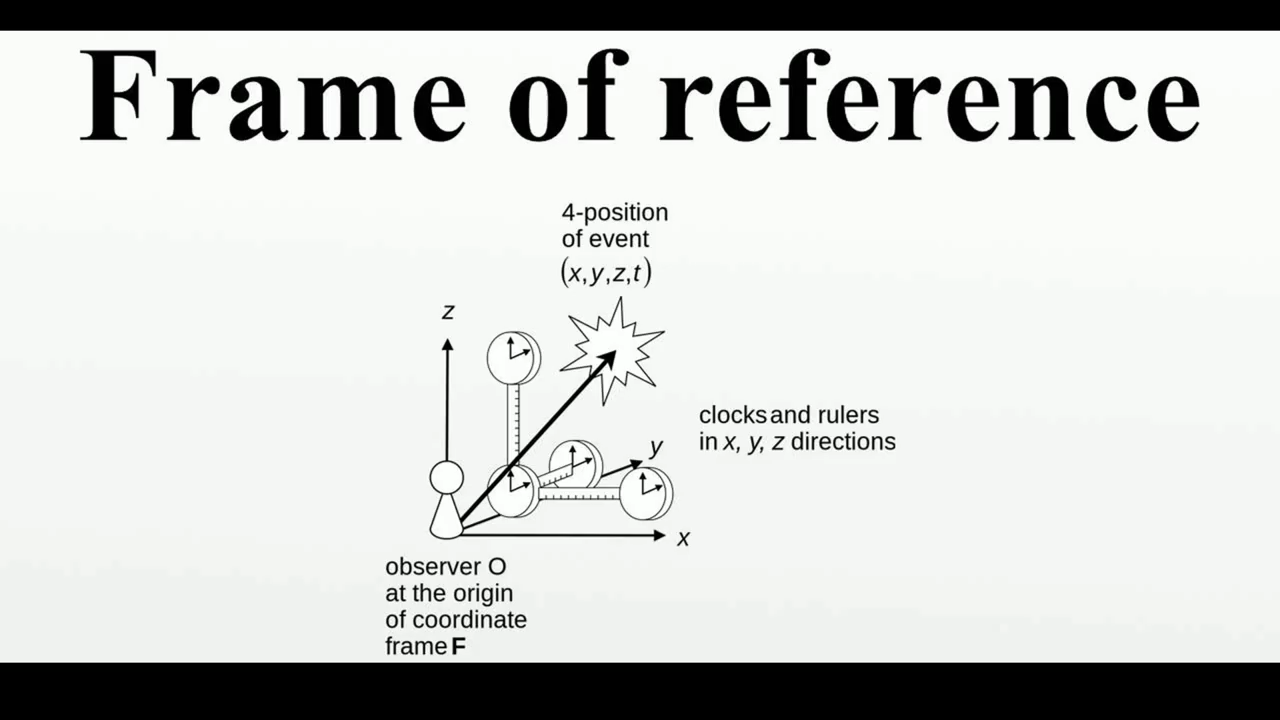 Frame of reference
4-position
of event
(x,y,z,t)
z
clocks and rulers
in x, y, z directions
y
x
observer O
at the origin
of coordinate
frame F